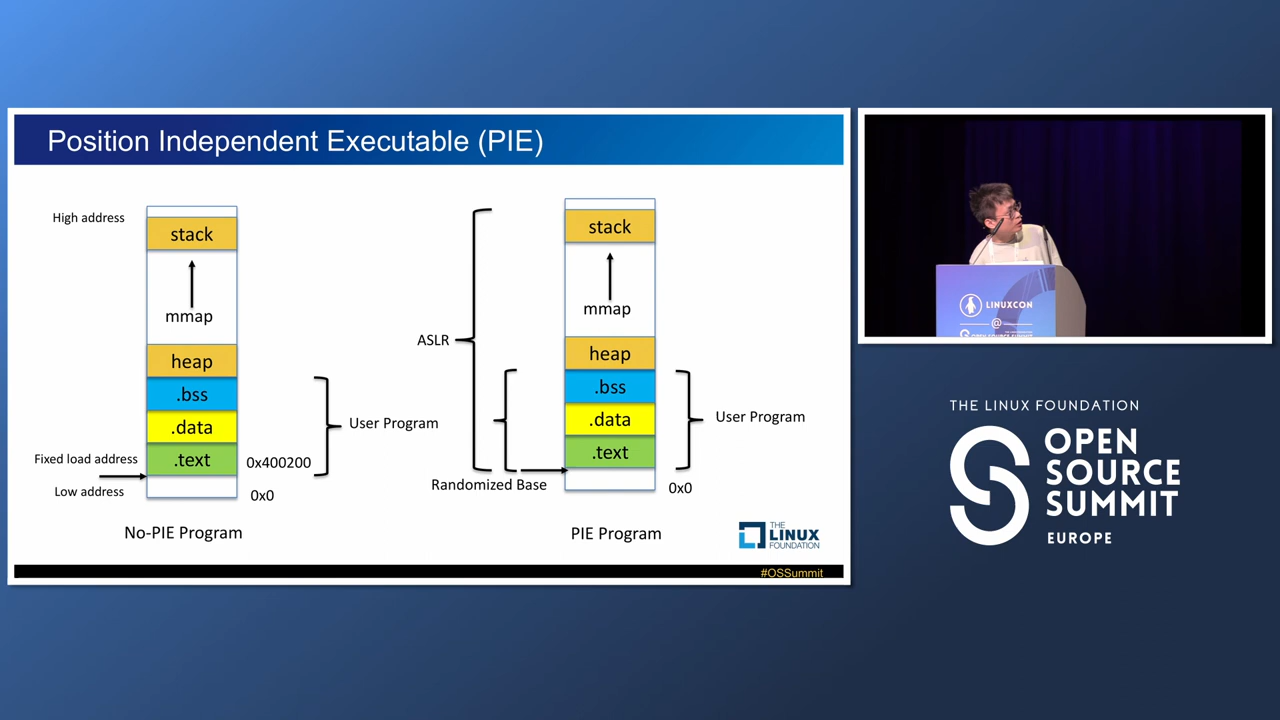 Position Independent Executable (PIE)
High address
stack
mmap
heap
.bss
.data
.text
Fixed load address
Low address
0x400200
0x0
User Program
No-PIE Program
ASLR
stack
mmap
heap
.bss
.data
.text
Randomized Base
0x0
User Program
PIE Program
THE
LINUX
FOUNDATION
#OSSummit
LINUXCON
@
THE LINUX FOUNDATION
OPEN
SOURCE
SUMMIT
EUROPE